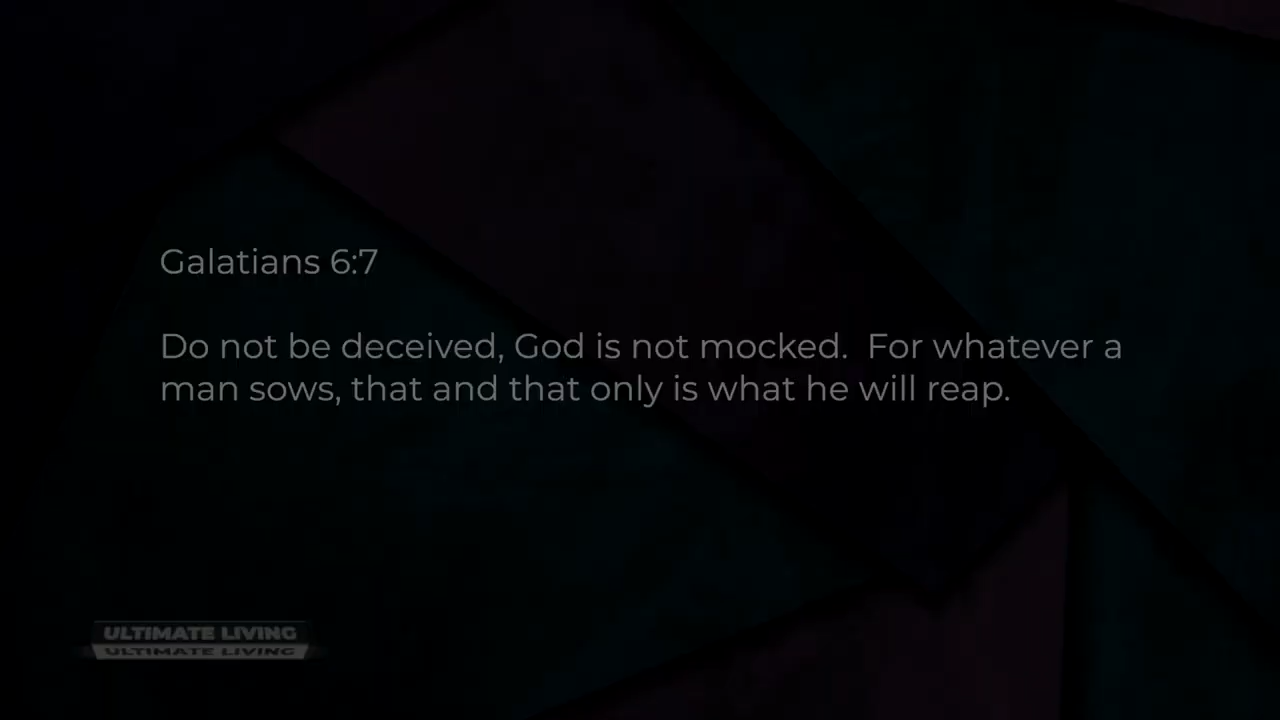 Galatians 6:7
Do not be deceived, God is not mocked.  For whatever a
man sows, that and that only is what he will reap.
ULTIMATE LIVING
ULTIMATE LIVING